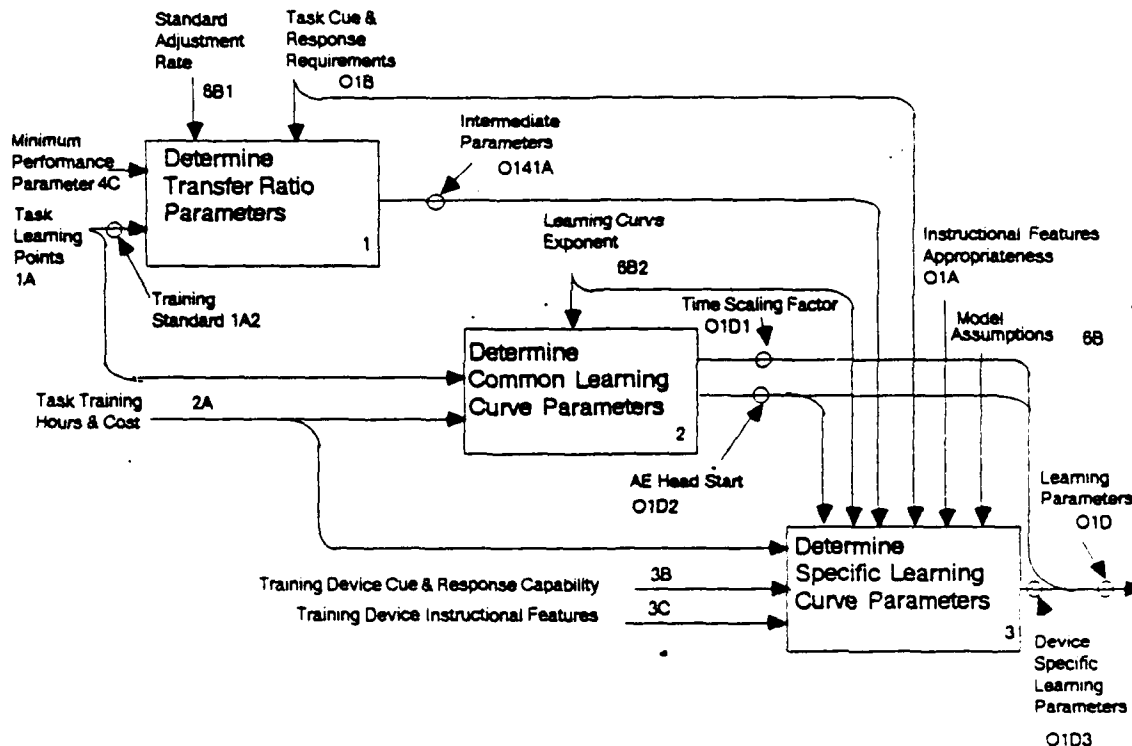 Standard
Adjustment
Rate
6B1
Task Cue &
Response
Requirements
O1B
Minimum
Performance
Parameter 4C
Task
Learning
Points
1A
Training
Standard 1A2
Determine
Transfer Ratio
Parameters
1
Intermediate
Parameters
O141A
Learning Curve
Exponent
6B2
Instructional Features
Appropriateness
O1A
Time Scaling Factor
O1D1
Model
Assumptions
6B
Determine
Common Learning
Curve Parameters
2
Task Training
Hours & Cost
2A
AE Head Start
O1D2
Learning
Parameters
O1D
Training Device Cue & Response Capability
3B
Training Device Instructional Features
3C
Determine
Specific Learning
Curve Parameters
3
Device
Specific
Learning
Parameters
O1D3